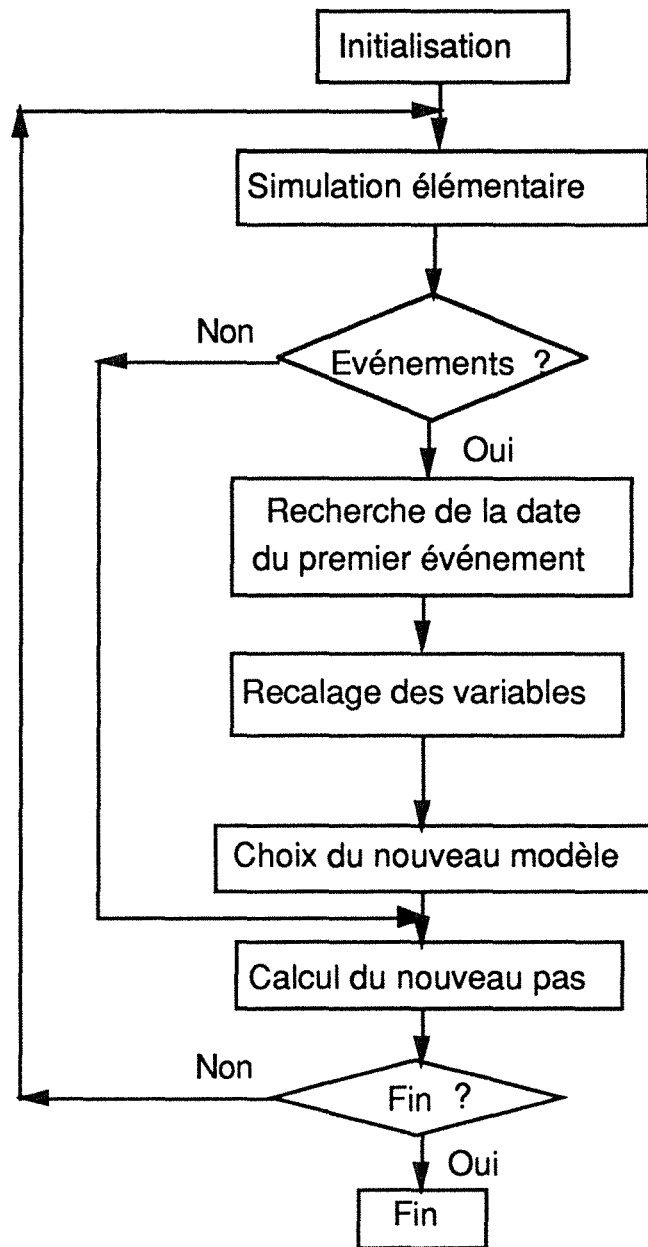 Initialisation
Simulation élémentaire
Non
Evénements ?
Oui
Recherche de la date
du premier événement
Recalage des variables
Choix du nouveau modèle
Calcul du nouveau pas
Non
Fin ?
Oui
Fin